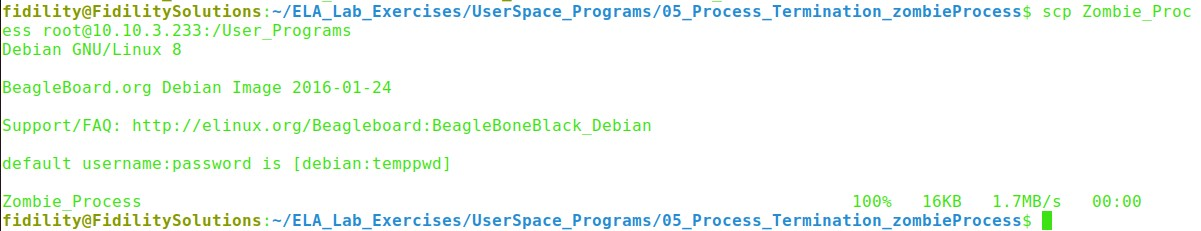 fidility@FidilitySolutions:~/ELA_Lab_Exercises/UserSpace_Programs/05_Process_Termination_zombieProcess$ scp Zombie_Proc
ess root@10.10.3.233:/User_Programs
Debian GNU/Linux 8
BeagleBoard.org Debian Image 2016-01-24
Support/FAQ: http://elinux.org/Beagleboard:BeagleBoneBlack_Debian
default username:password is [debian:temppwd]
Zombie_Process 100% 16KB 1.7MB/s 00:00
fidility@FidilitySolutions:~/ELA_Lab_Exercises/UserSpace_Programs/05_Process_Termination_zombieProcess$